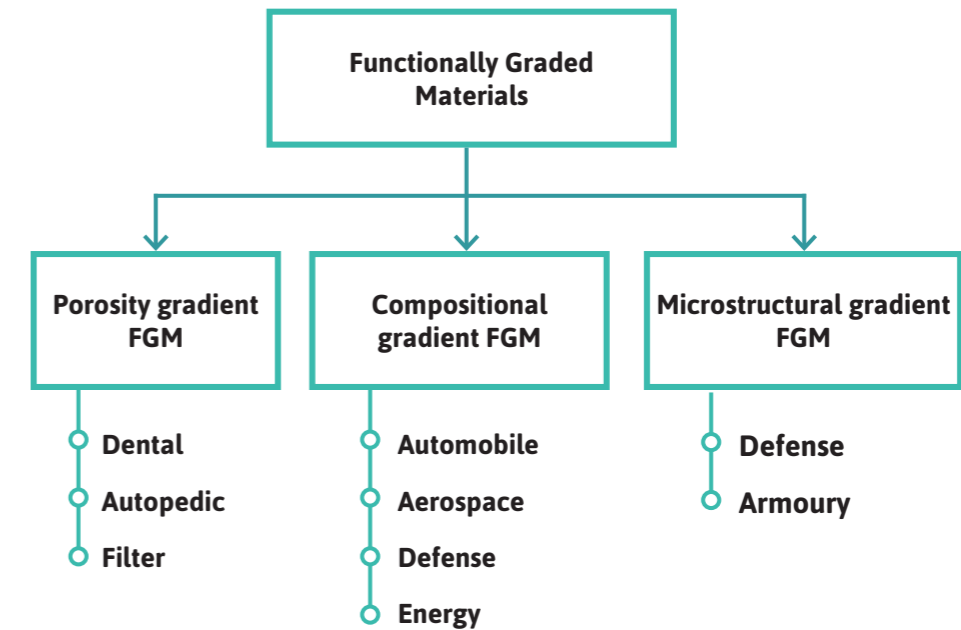 Functionally Graded
Materials
Porosity gradient
FGM
Compositional
gradient FGM
Microstructural gradient
FGM
Dental
Autopedic
Filter
Automobile
Aerospace
Defense
Energy
Defense
Armoury